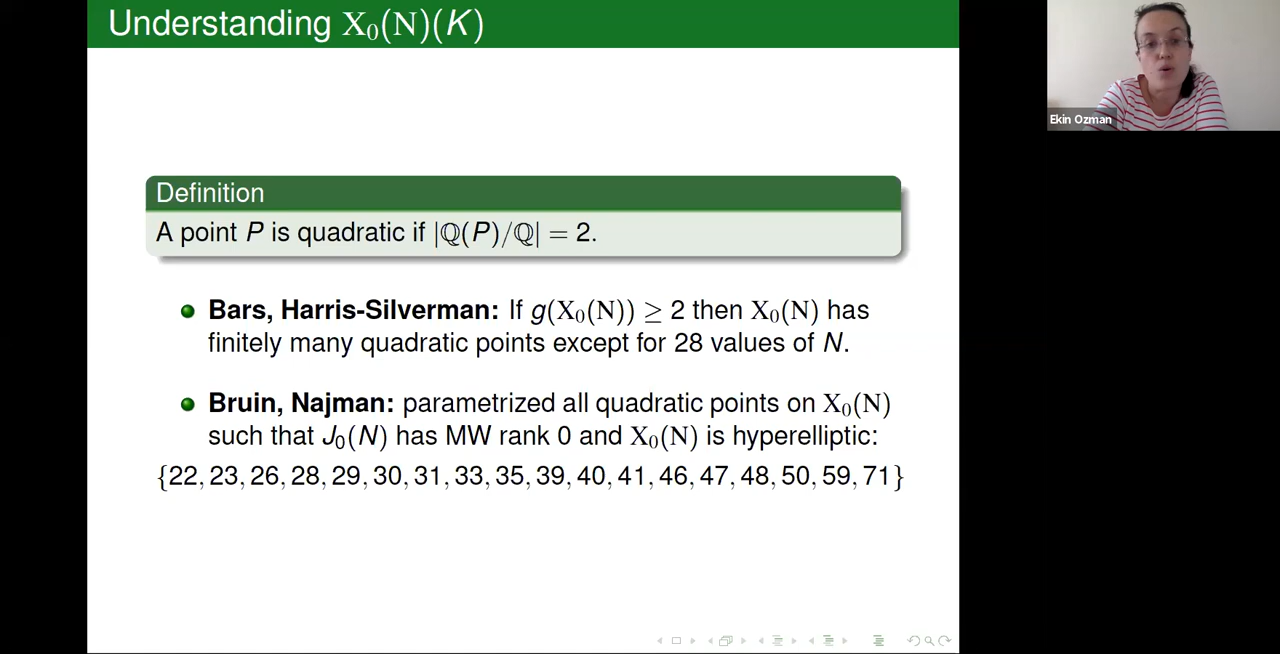 Understanding X₀(N)(K)
Ekin Ozman
Definition
A point P is quadratic if |ℚ(P)/ℚ| = 2.
Bars, Harris-Silverman: If g(X₀(N)) ≥ 2 then X₀(N) has
finitely many quadratic points except for 28 values of N.
Bruin, Najman: parametrized all quadratic points on X₀(N)
such that J₀(N) has MW rank 0 and X₀(N) is hyperelliptic:
{22, 23, 26, 28, 29, 30, 31, 33, 35, 39, 40, 41, 46, 47, 48, 50, 59, 71}